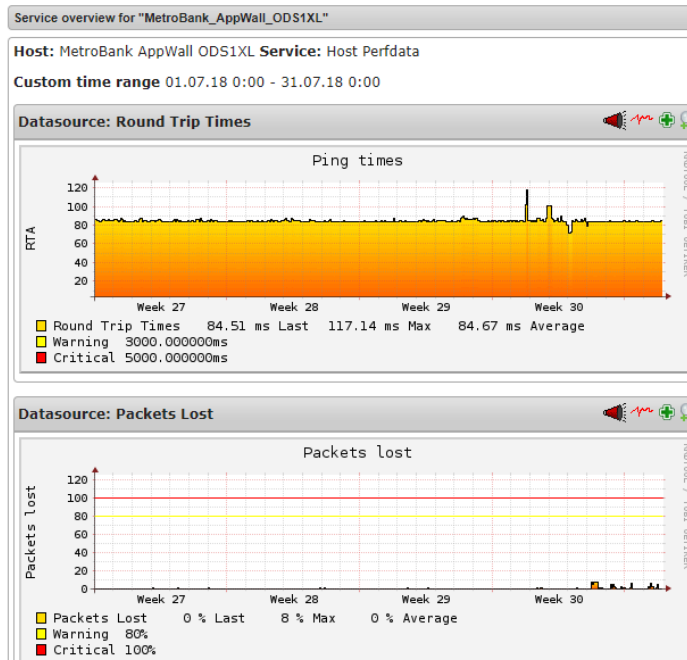 Service overview for "MetroBank_AppWall_ODS1XL"
Host: MetroBank AppWall ODS1XL Service: Host Perfdata
Custom time range 01.07.18 0:00 - 31.07.18 0:00
Datasource: Round Trip Times
Ping times
RTA
120
100
80
60
40
20
Week 27 Week 28 Week 29 Week 30
Round Trip Times 84.51 ms Last 117.14 ms Max 84.67 ms Average
Warning 3000.000000ms
Critical 5000.000000ms
Datasource: Packets Lost
Packets lost
Packets lost
120
100
80
60
40
20
0
Week 27 Week 28 Week 29 Week 30
Packets Lost 0 % Last 8 % Max 0 % Average
Warning 80%
Critical 100%